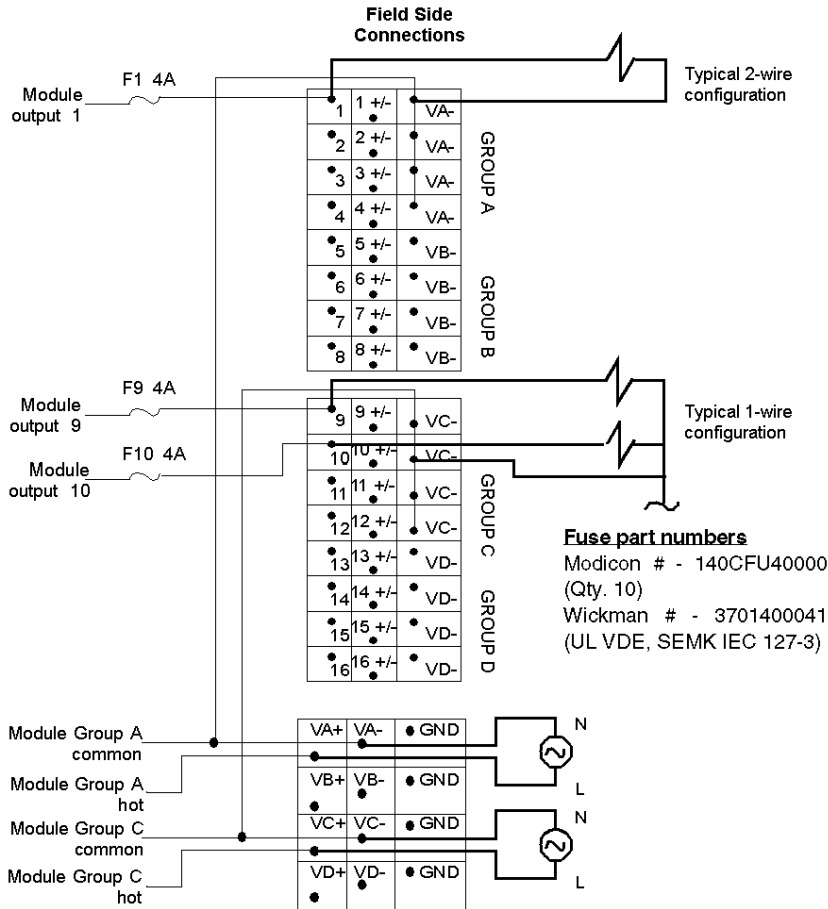 Field Side
Connections
F1 4A
Module
output 1
Typical 2-wire
configuration
1 1 +/- VA-
2 2 +/- VA-
3 3 +/- VA-
4 4 +/- VA-
GROUP A
5 5 +/- VB-
6 6 +/- VB-
7 7 +/- VB-
8 8 +/- VB-
GROUP B
F9 4A
Module
output 9
F10 4A
Module
output 10
Typical 1-wire
configuration
9 9 +/- VC-
10 10 +/- VC-
11 11 +/- VC-
12 12 +/- VC-
GROUP C
13 13 +/- VD-
14 14 +/- VD-
15 15 +/- VD-
16 16 +/- VD-
GROUP D
Fuse part numbers
Modicon # - 140CFU40000
(Qty. 10)
Wickman # - 3701400041
(UL VDE, SEMK IEC 127-3)
Module Group A
common
Module Group A
hot
Module Group C
common
Module Group C
hot
VA+ VA- GND
VB+ VB- GND
VC+ VC- GND
VD+ VD- GND
N
L
N
L